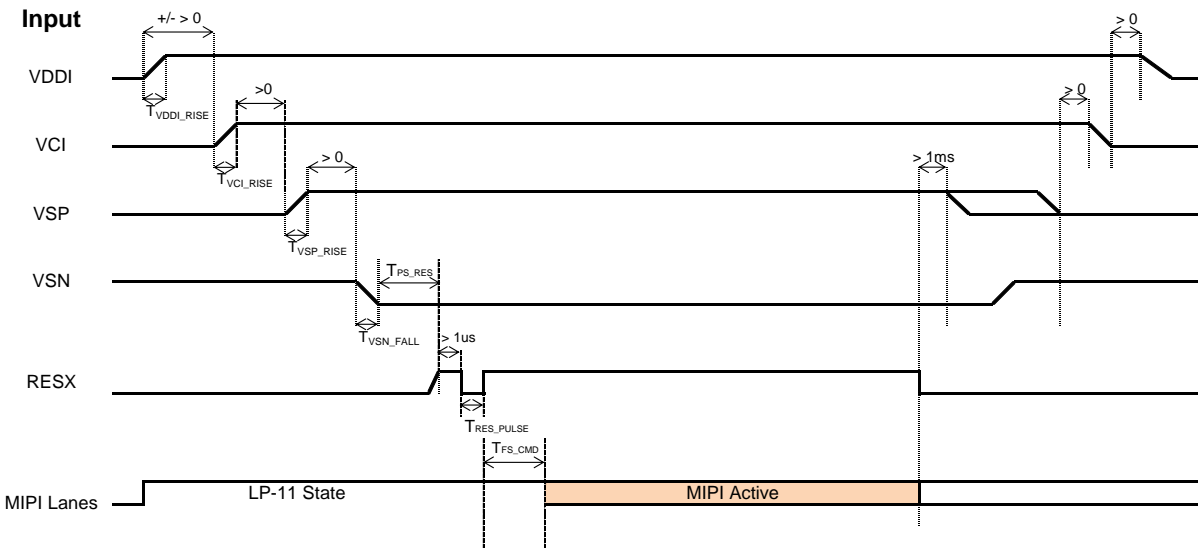 Input
+/- > 0
> 0
VDDI
TVDDI_RISE
>0
> 0
VCI
TVCI_RISE
> 0
> 1ms
VSP
TVSP_RISE
VSN
TPS_RES
TVSN_FALL
> 1us
RESX
TRES_PULSE
TFS_CMD
MIPI Lanes
LP-11 State
MIPI Active